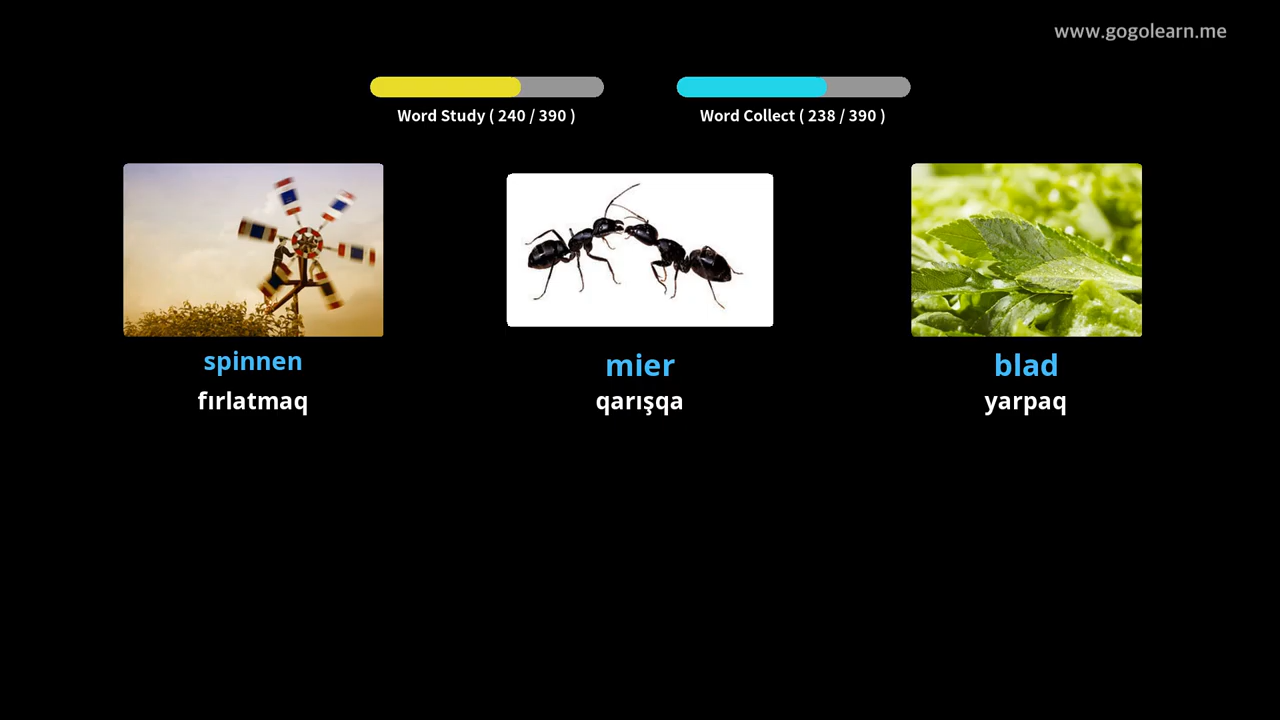 www.gogolearn.me
Word Study ( 240 / 390 )
Word Collect ( 238 / 390 )
spinnen
fırlatmaq
mier
qarışqa
blad
yarpaq